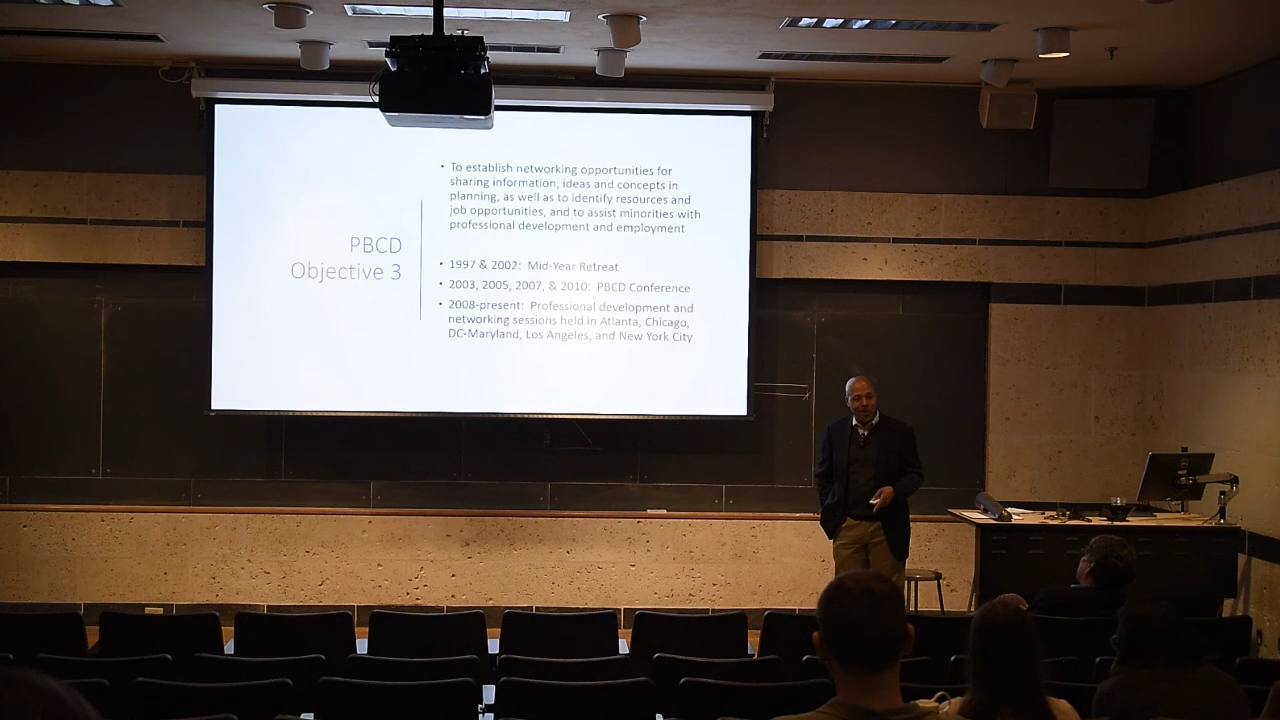 PBCD
Objective 3
• To establish networking opportunities for
sharing information, ideas and concepts in
planning, as well as to identify resources and
job opportunities, and to assist minorities with
professional development and employment
• 1997 & 2002: Mid-Year Retreat
• 2003, 2005, 2007, & 2010: PBCD Conference
• 2008-present: Professional development and
networking sessions held in Atlanta, Chicago,
DC-Maryland, Los Angeles, and New York City